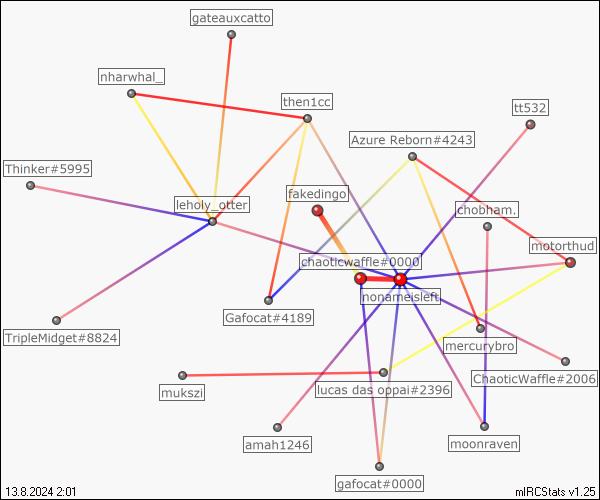 gateauxcatto
nharwhal_
then1cc
tt532
Azure Reborn#4243
Thinker#5995
fakedingo
leholy_otter
chobham.
motorthud
chaoticwaffle#0000
nonameisleft
Gafocat#4189
TripleMidget#8824
mercurybro
ChaoticWaffle#2006
mukszi
lucas das oppai#2396
amah1246
moonraven
gafocat#0000
13.8.2024 2:01
mIRCStats v1.25